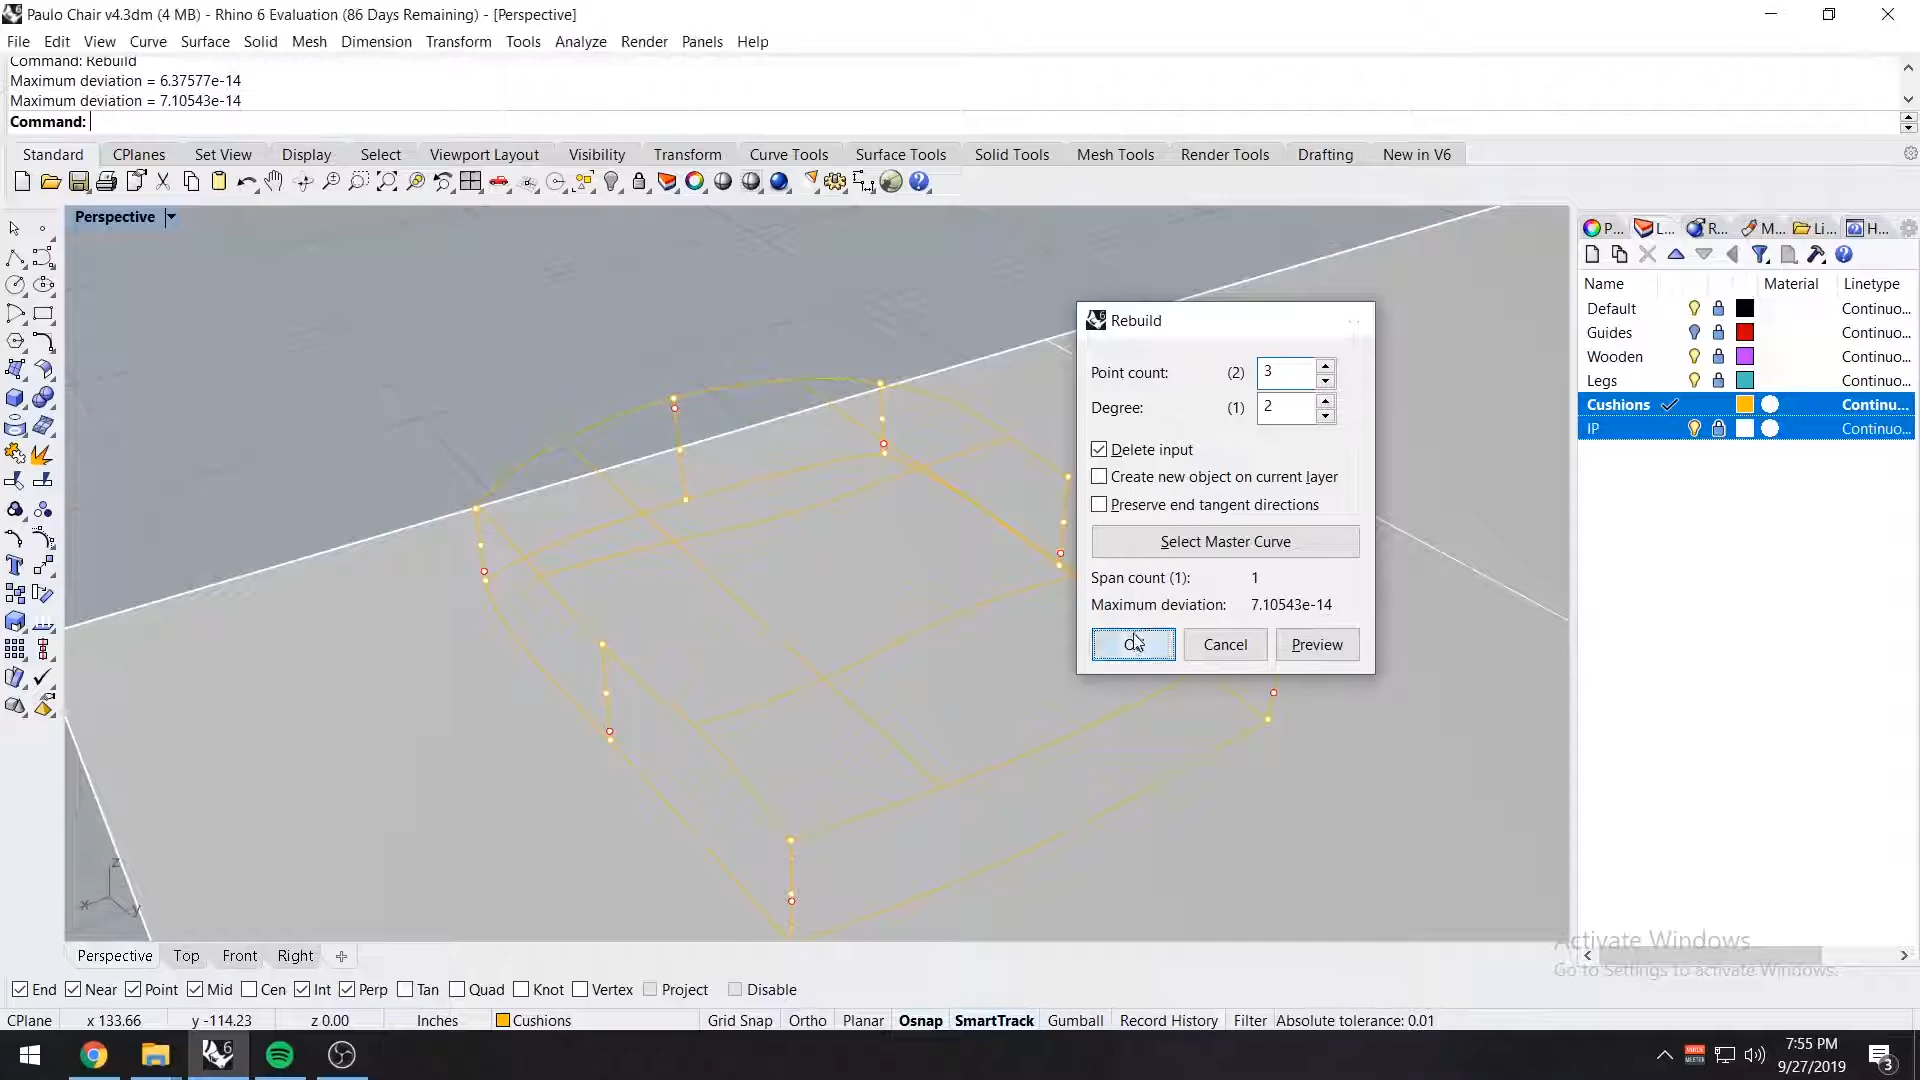 Paulo Chair v4.3dm (4 MB) - Rhino 6 Evaluation (86 Days Remaining) - [Perspective]
File Edit View Curve Surface Solid Mesh Dimension Transform Tools Analyze Render Panels Help
Command: Rebuild
Maximum deviation = 6.37577e-14
Maximum deviation = 7.10543e-14
Command:
Standard CPlanes Set View Display Select Viewport Layout Visibility Transform Curve Tools Surface Tools Solid Tools Mesh Tools Render Tools Drafting New in V6
Perspective
P... L... R... M... Li... H...
Name Material Linetype
Default Continuo...
Guides Continuo...
Wooden Continuo...
Legs Continuo...
Cushions Continu...
IP Continuo...
Rebuild
Point count: (2) 3
Degree: (1) 2
Delete input
Create new object on current layer
Preserve end tangent directions
Select Master Curve
Span count (1): 1
Maximum deviation: 7.10543e-14
Cancel Preview
z
x y
Activate Windows
Go to Settings to activate Windows.
Perspective Top Front Right
End Near Point Mid Cen Int Perp Tan Quad Knot Vertex Project Disable
CPlane x 133.66 y -114.23 z 0.00 Inches Cushions Grid Snap Ortho Planar Osnap SmartTrack Gumball Record History Filter Absolute tolerance: 0.01
7:55 PM
9/27/2019
3